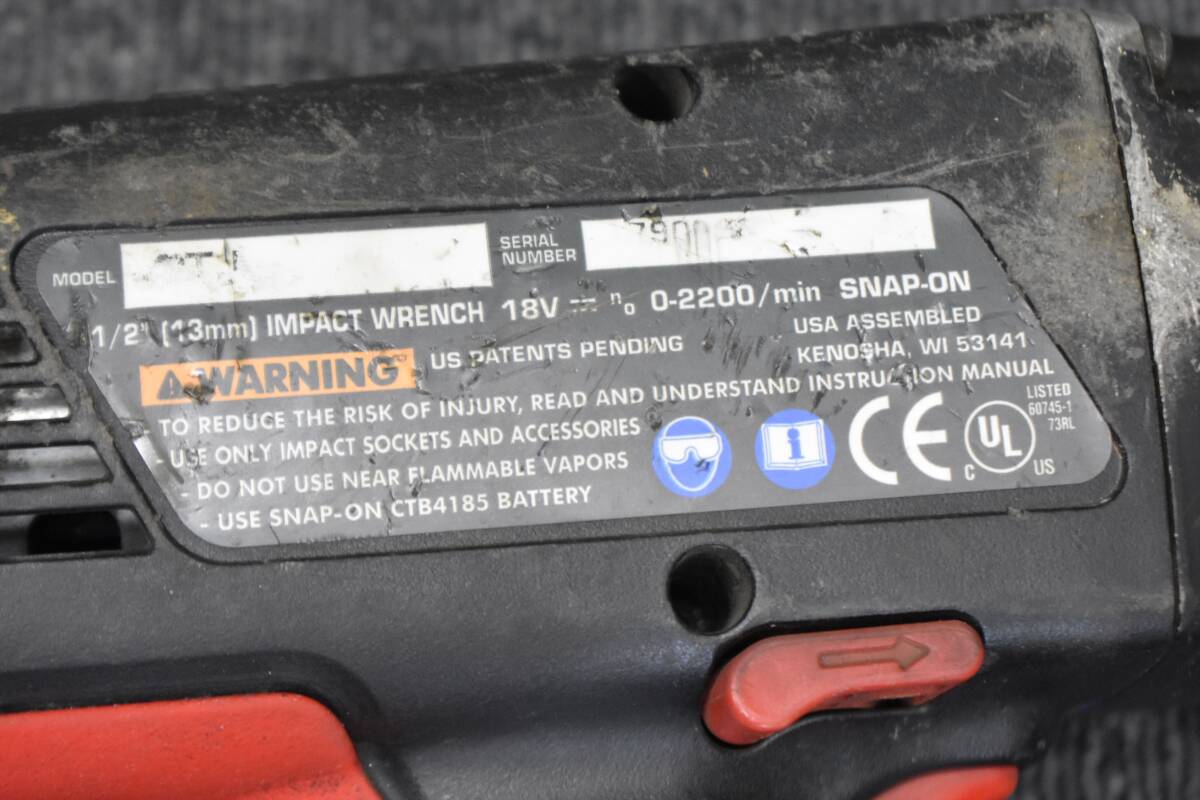 MODEL
SERIAL
NUMBER
1/2" (13mm) IMPACT WRENCH 18V ⎓ n₀ 0-2200/min SNAP-ON
WARNING US PATENTS PENDING
USA ASSEMBLED
KENOSHA, WI 53141
- TO REDUCE THE RISK OF INJURY, READ AND UNDERSTAND INSTRUCTION MANUAL
- USE ONLY IMPACT SOCKETS AND ACCESSORIES
- DO NOT USE NEAR FLAMMABLE VAPORS
- USE SNAP-ON CTB4185 BATTERY
CE
C UL US
LISTED
60745-1
73RL